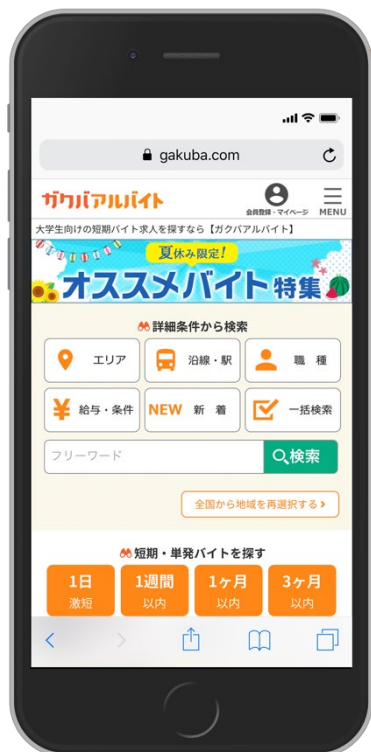 gakuba.com
ガクバアルバイト
会員登録・マイページ
MENU
大学生向けの短期バイト求人を探すなら【ガクバアルバイト】
夏休み限定!
オススメバイト特集
詳細条件から検索
エリア
沿線・駅
職 種
給与・条件
NEW 新 着
一括検索
フリーワード
検索
全国から地域を再選択する
短期・単発バイトを探す
1日
激短
1週間
以内
1ヶ月
以内
3ヶ月
以内